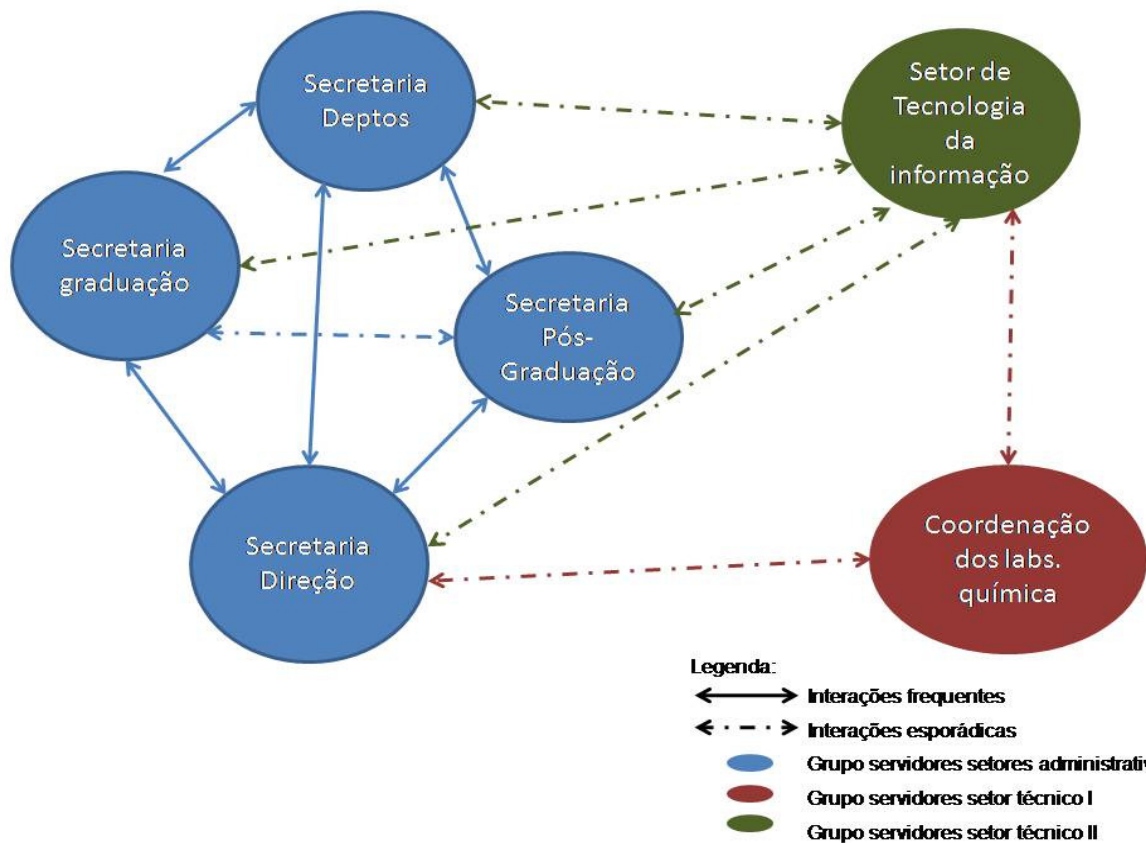 Secretaria
Deptos
Setor de
Tecnologia
da
informação
Secretaria
graduação
Secretaria
Pós-
Graduação
Secretaria
Direção
Coordenação
dos labs.
química
Legenda:
Interações frequentes
Interações esporádicas
Grupo servidores setores administrativ
Grupo servidores setor técnico I
Grupo servidores setor técnico II